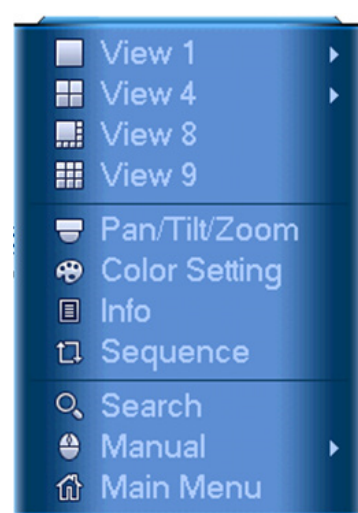 View 1
View 4
View 8
View 9
Pan/Tilt/Zoom
Color Setting
Info
Sequence
Search
Manual
Main Menu